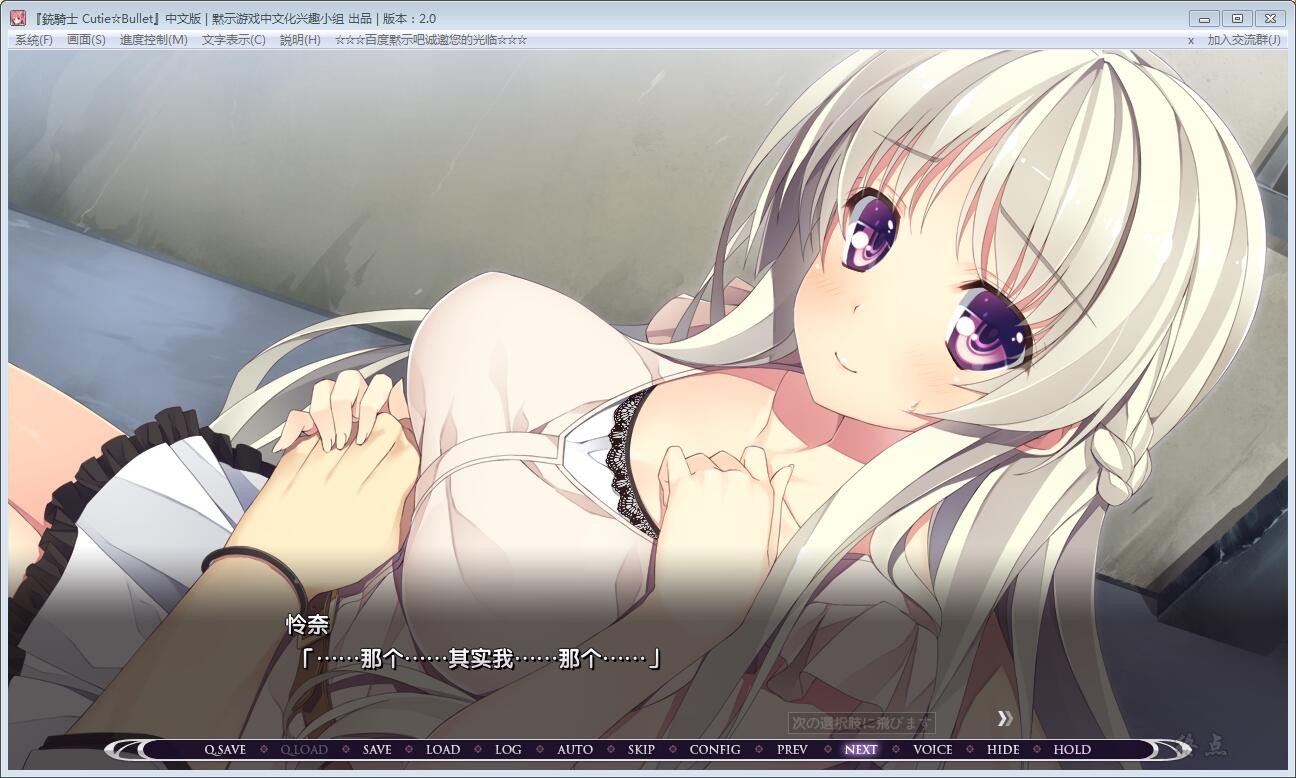 『銃騎士 Cutie☆Bullet』中文版 | 黙示游戏中文化兴趣小组 出品 | 版本：2.0
系統(F) 画面(S) 進度控制(M) 文字表示(C) 説明(H) ☆☆☆百度黙示吧诚邀您的光临☆☆☆ x 加入交流群(J)
怜奈
「……那个……其实我……那个……」
次の選択肢に飛びます
Q.SAVE Q.LOAD SAVE LOAD LOG AUTO SKIP CONFIG PREV NEXT VOICE HIDE HOLD